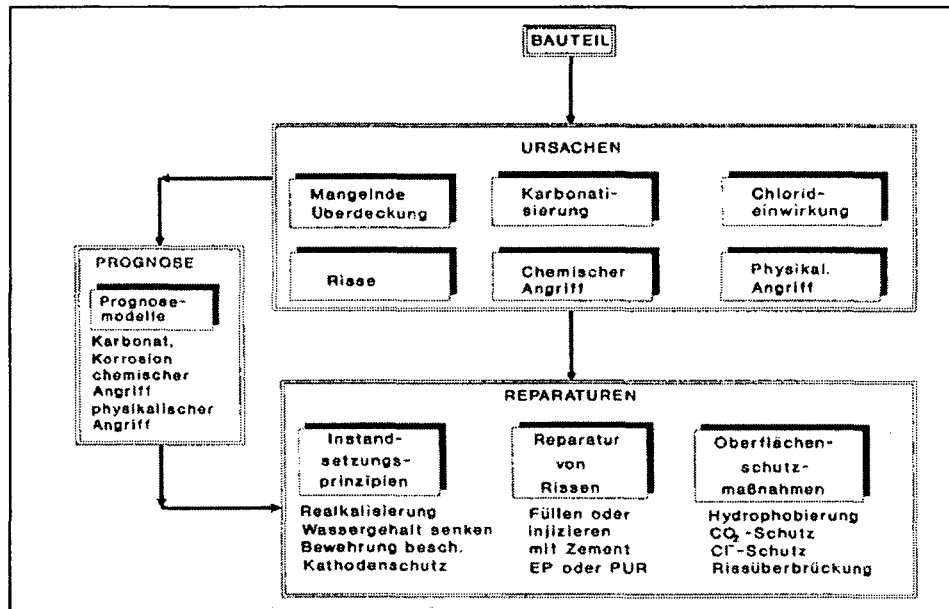 BAUTEIL
URSACHEN
Mangelnde
Überdeckung
Karbonati-
sierung
Chlorid-
einwirkung
Risse
Chemischer
Angriff
Physikal.
Angriff
PROGNOSE
Prognose-
modelle
Karbonat.
Korrosion
chemischer
Angriff
physikalischer
Angriff
REPARATUREN
Instand-
setzungs-
prinzipien
Realkalisierung
Wassergehalt senken
Bewehrung besch.
Kathodenschutz
Reparatur
von
Rissen
Füllen oder
injizieren
mit Zement
EP oder PUR
Oberflächen-
schutz-
maßnahmen
Hydrophobierung
CO₂-Schutz
Cl⁻-Schutz
Rissüberbrückung